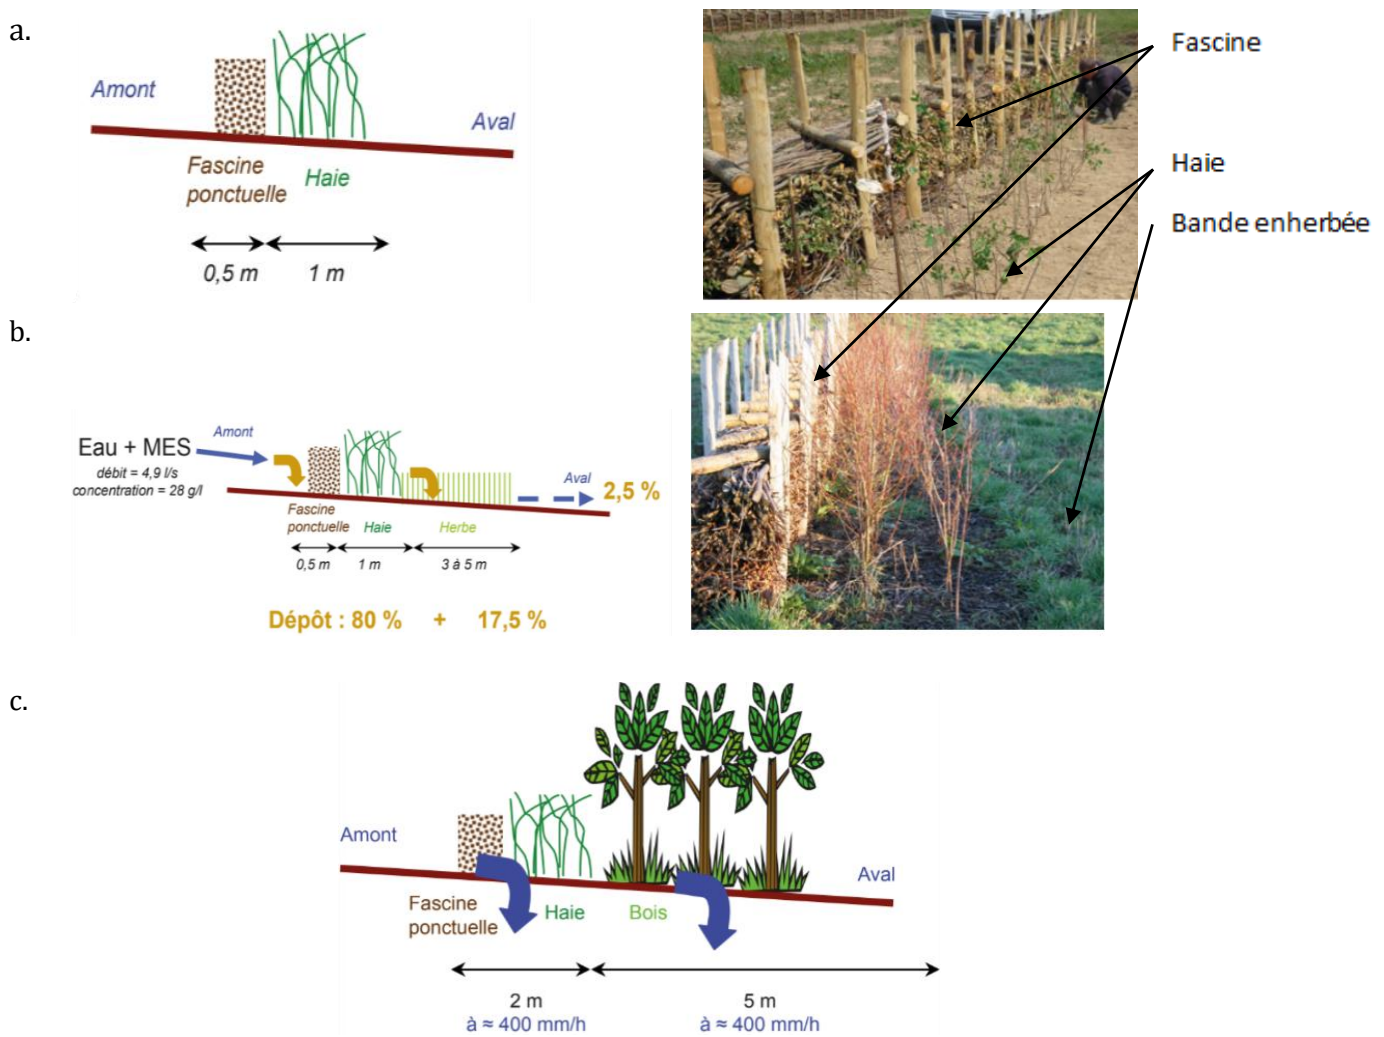 a.
Amont
Aval
Fascine
ponctuelle
Haie
0,5 m
1 m
Fascine
Haie
Bande enherbée
b.
Eau + MES
débit = 4,9 l/s
concentration = 28 g/l
Amont
Aval
2,5 %
Fascine
ponctuelle
Haie
Herbe
0,5 m
1 m
3 à 5 m
Dépôt : 80 % + 17,5 %
c.
Amont
Aval
Fascine
ponctuelle
Haie
Bois
2 m
à ≈ 400 mm/h
5 m
à ≈ 400 mm/h